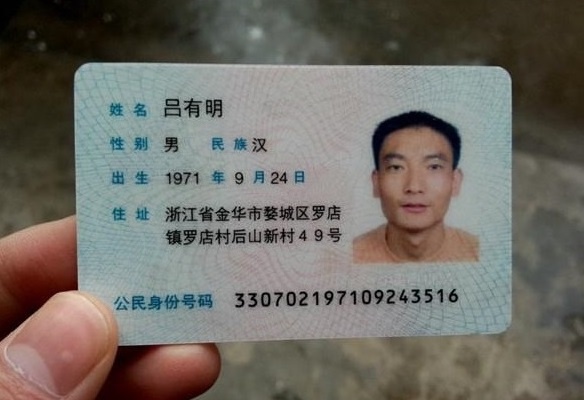 姓名 吕有明
性别 男 民族 汉
出生 1971 年 9 月 24 日
住址 浙江省金华市婺城区罗店
镇罗店村后山新村49号
公民身份号码 330702197109243516